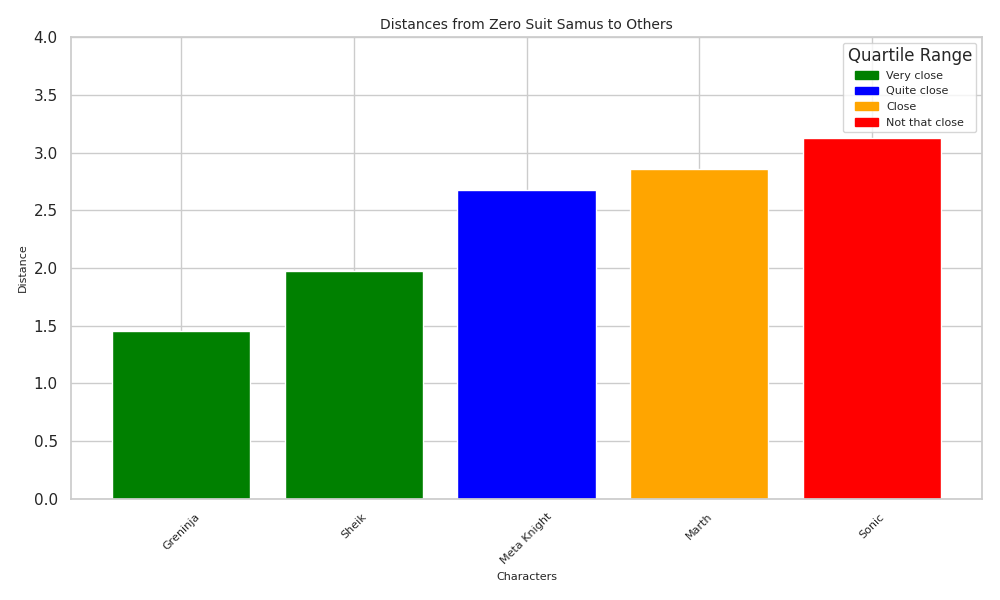 Distances from Zero Suit Samus to Others
Quartile Range
Very close
Quite close
Close
Not that close
Distance
4.0
3.5
3.0
2.5
2.0
1.5
1.0
0.5
0.0
Greninja
Sheik
Meta Knight
Marth
Sonic
Characters